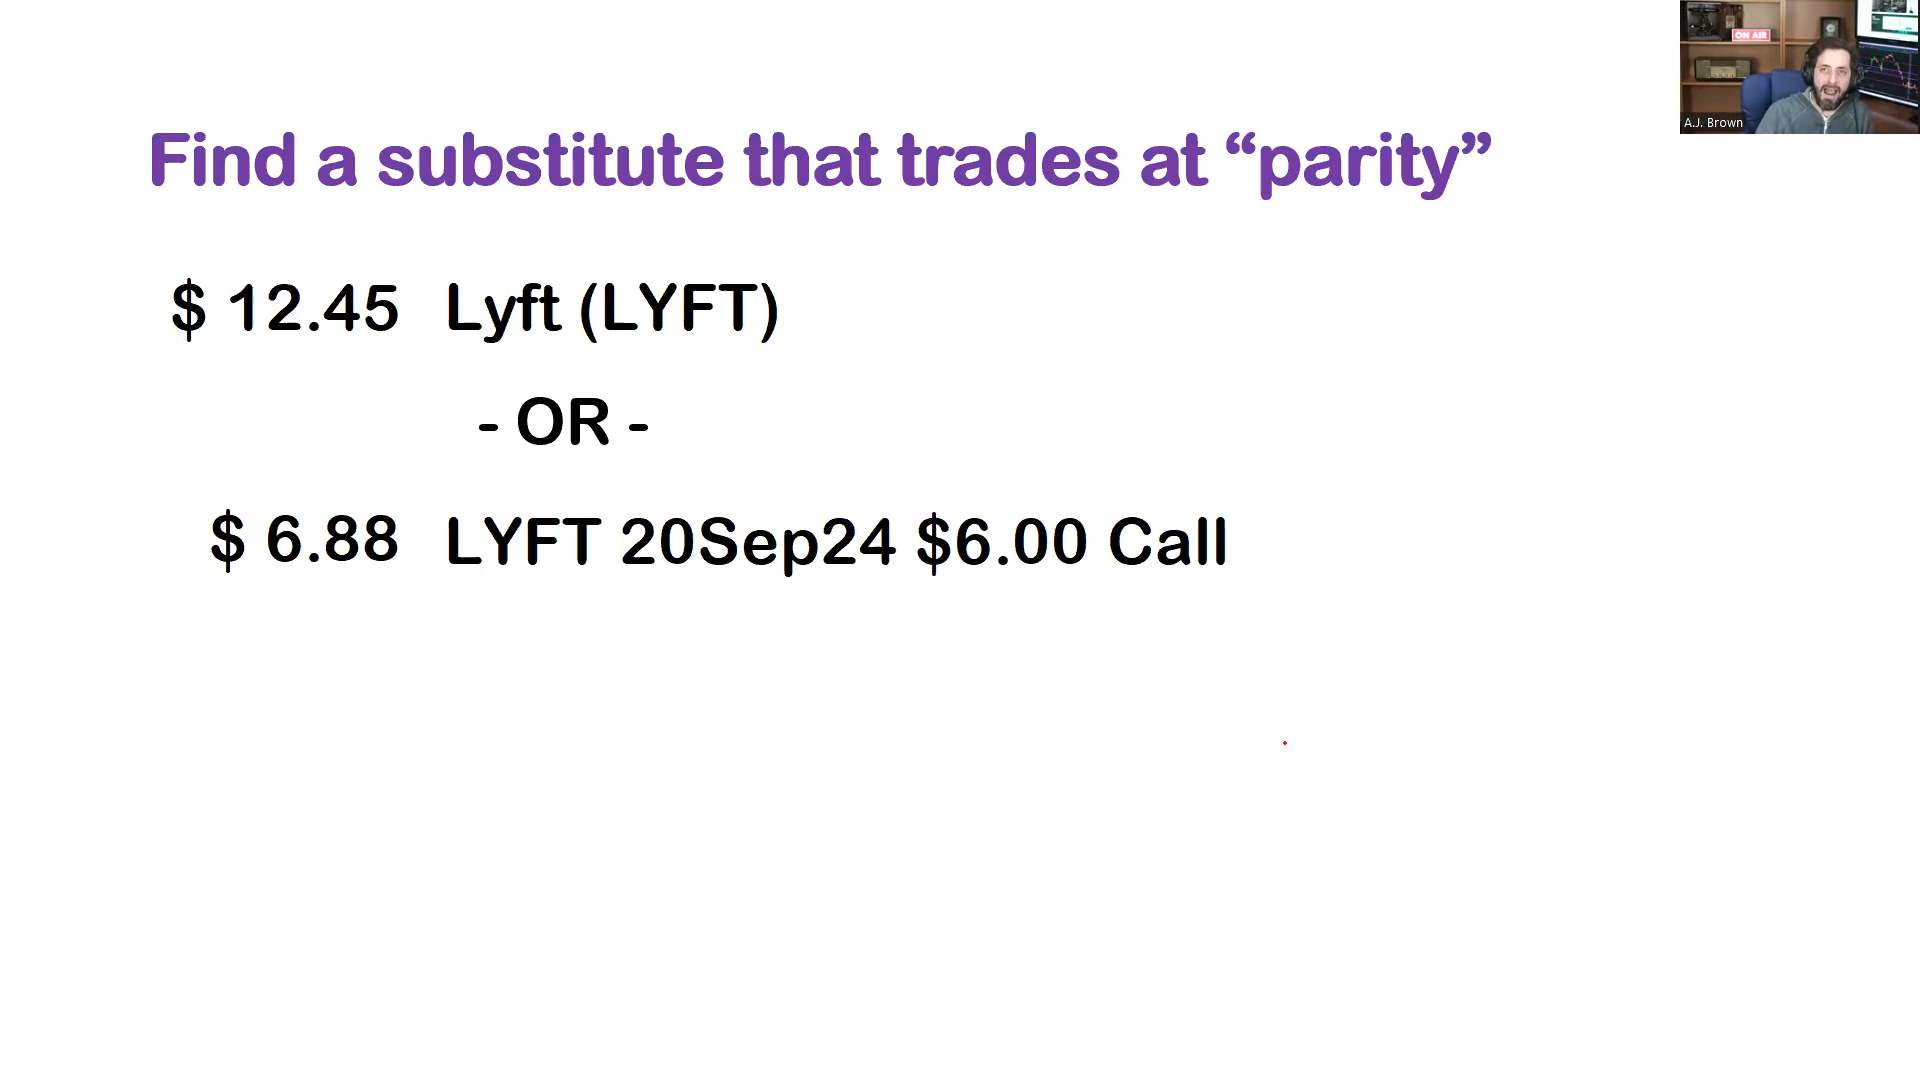 ON AIR
A.J. Brown
Find a substitute that trades at “parity”
$ 12.45 Lyft (LYFT)
- OR -
$ 6.88 LYFT 20Sep24 $6.00 Call